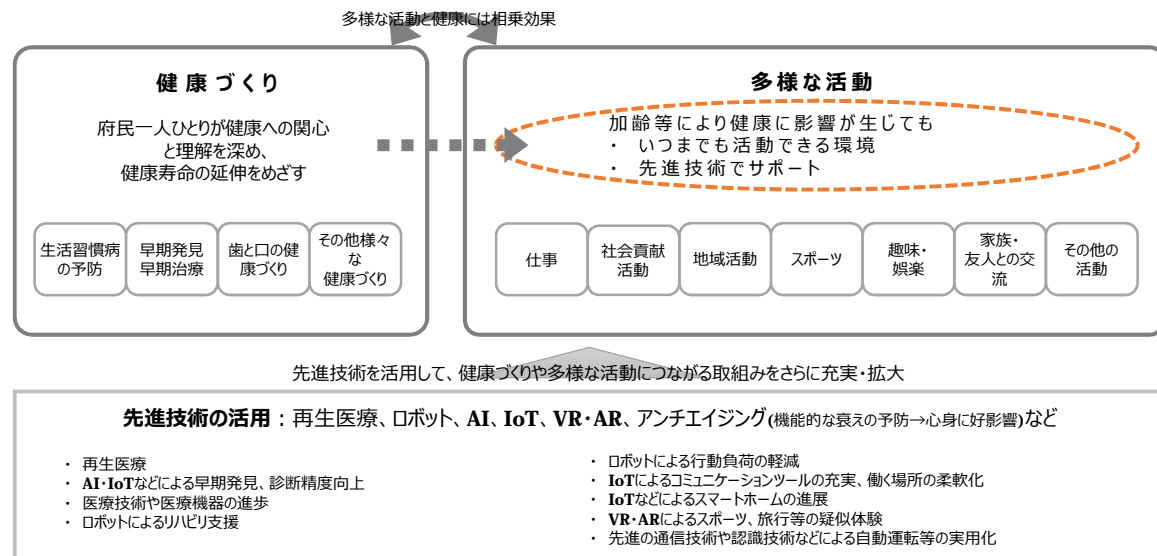 多様な活動と健康には相乗効果
健康づくり
府民一人ひとりが健康への関心
と理解を深め、
健康寿命の延伸をめざす
生活習慣病
の予防
早期発見
早期治療
歯と口の健
康づくり
その他様々
な
健康づくり
多様な活動
加齢等により健康に影響が生じても
・ いつまでも活動できる環境
・ 先進技術でサポート
仕事
社会貢献
活動
地域活動
スポーツ
趣味・
娯楽
家族・
友人との交
流
その他の
活動
先進技術を活用して、健康づくりや多様な活動につながる取組みをさらに充実・拡大
先進技術の活用：再生医療、ロボット、AI、IoT、VR・AR、アンチエイジング(機能的な衰えの予防→心身に好影響)など
・ 再生医療
・ AI・IoTなどによる早期発見、診断精度向上
・ 医療技術や医療機器の進歩
・ ロボットによるリハビリ支援
・ ロボットによる行動負荷の軽減
・ IoTによるコミュニケーションツールの充実、働く場所の柔軟化
・ IoTなどによるスマートホームの進展
・ VR・ARによるスポーツ、旅行等の疑似体験
・ 先進の通信技術や認識技術などによる自動運転等の実用化